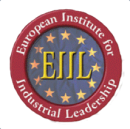 European Institute for
EIIL
Industrial Leadership